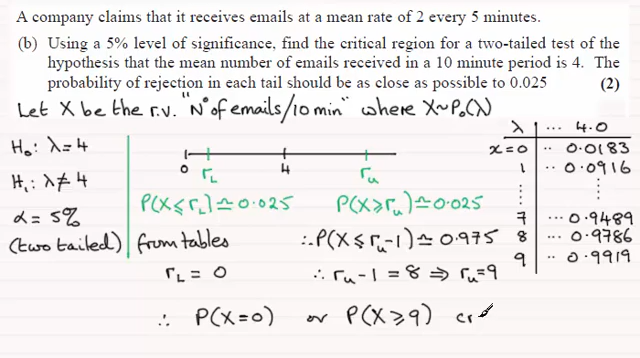 A company claims that it receives emails at a mean rate of 2 every 5 minutes.
(b) Using a 5% level of significance, find the critical region for a two-tailed test of the
hypothesis that the mean number of emails received in a 10 minute period is 4. The
probability of rejection in each tail should be as close as possible to 0.025 (2)
Let X be the r.v. "Nº of emails/10min" where X~Po(λ)
H₀: λ=4
H₁: λ≠4
α = 5%
(two tailed)
0 r_L 4 r_u
P(X≤r_L)≏0.025 P(X≥r_u)≏0.025
from tables ∴P(X≤r_u-1)≏0.975
r_L = 0 ∴ r_u-1=8 ⇒ r_u=9
∴ P(X=0) or P(X≥9) cr
λ ... 4.0
x=0 .. 0.0183
1 .. 0.0916
⋮ ⋮
7 ... 0.9489
8 .. 0.9786
9 .. 0.9919